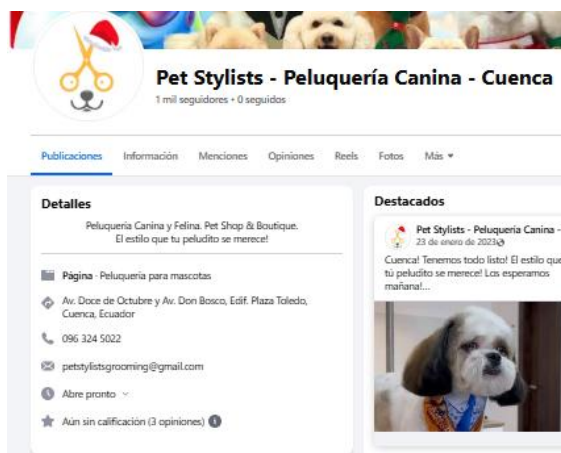 Pet Stylists - Peluquería Canina - Cuenca
1 mil seguidores • 0 seguidos
Publicaciones Información Menciones Opiniones Reels Fotos Más
Detalles
Peluquería Canina y Felina. Pet Shop & Boutique.
El estilo que tu peludito se merece!
Página · Peluquería para mascotas
Av. Doce de Octubre y Av. Don Bosco, Edif. Plaza Toledo,
Cuenca, Ecuador
096 324 5022
petstylistsgrooming@gmail.com
Abre pronto
Aún sin calificación (3 opiniones)
Destacados
Pet Stylists - Peluquería Canina -
23 de enero de 2023
Cuenca! Tenemos todo listo! El estilo que
tú peludito se merece! Los esperamos
mañana!...